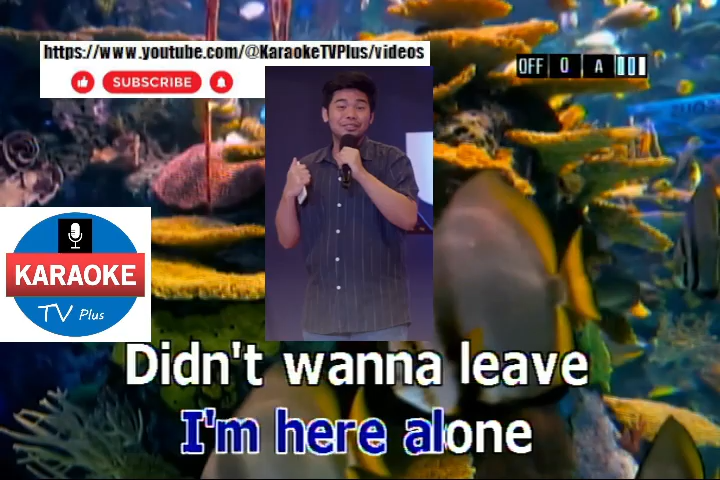 https://www.youtube.com/@KaraokeTVPlus/videos
SUBSCRIBE
OFF 0 A
KARAOKE
TV Plus
Didn't wanna leave
I'm here alone